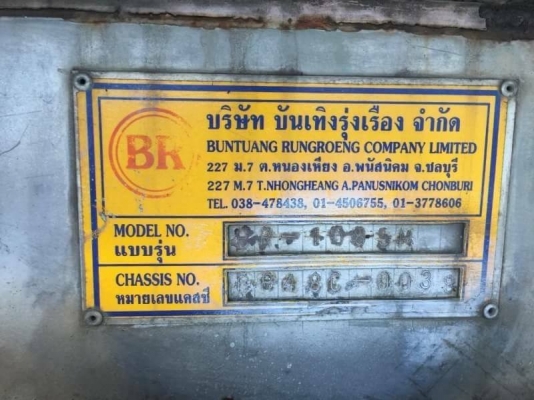 BR
บริษัท บันเทิงรุ่งเรือง จำกัด
BUNTUANG RUNGROENG COMPANY LIMITED
227 ม.7 ต.หนองเหียง อ.พนัสนิคม จ.ชลบุรี
227 M.7 T.NHONGHEANG A.PANUSNIKOM CHONBURI
TEL. 038-478438, 01-4506755, 01-3778606
MODEL NO.
แบบรุ่น
CHASSIS NO.
หมายเลขแคสซี